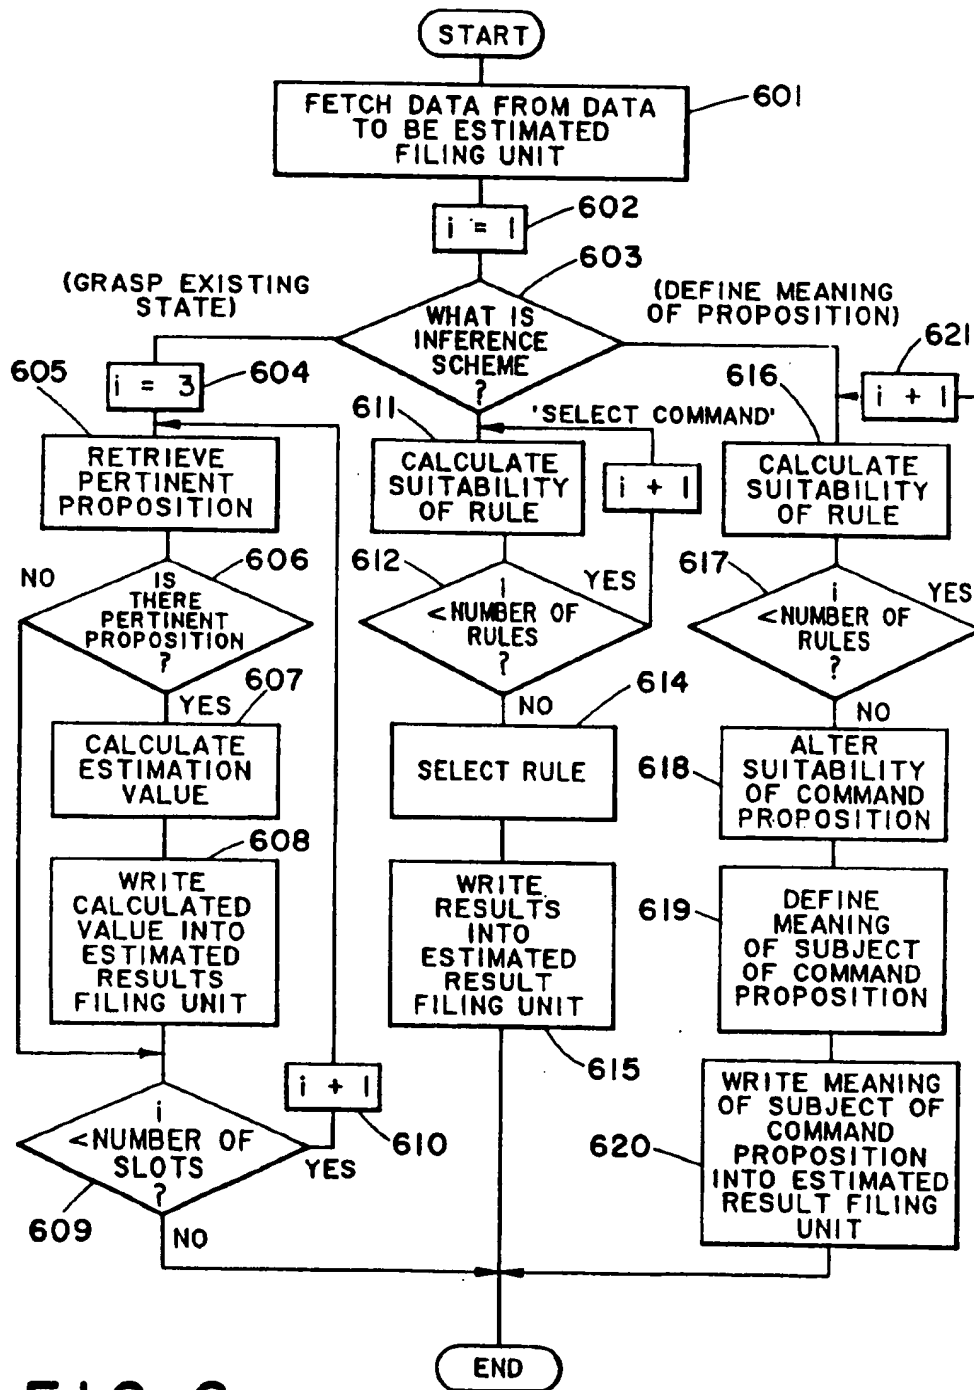 START
FETCH DATA FROM DATA
TO BE ESTIMATED
FILING UNIT
601
i = 1
602
603
WHAT IS
INFERENCE
SCHEME
?
(GRASP EXISTING
STATE)
(DEFINE MEANING
OF PROPOSITION)
'SELECT COMMAND'
i = 3
604
605
RETRIEVE
PERTINENT
PROPOSITION
606
NO
IS
THERE
PERTINENT
PROPOSITION
?
YES
607
CALCULATE
ESTIMATION
VALUE
608
WRITE
CALCULATED
VALUE INTO
ESTIMATED
RESULTS
FILING UNIT
i
<NUMBER OF
SLOTS
?
609
YES
NO
i + 1
610
611
CALCULATE
SUITABILITY
OF RULE
i + 1
612
i
<NUMBER OF
RULES
?
YES
NO
614
SELECT RULE
WRITE
RESULTS
INTO
ESTIMATED
RESULT
FILING UNIT
615
621
i + 1
616
CALCULATE
SUITABILITY
OF RULE
617
i
<NUMBER OF
RULES
?
YES
NO
618
ALTER
SUITABILITY
OF COMMAND
PROPOSITION
619
DEFINE
MEANING
OF SUBJECT
OF COMMAND
PROPOSITION
620
WRITE MEANING
OF SUBJECT OF
COMMAND
PROPOSITION
INTO ESTIMATED
RESULT FILING
UNIT
END